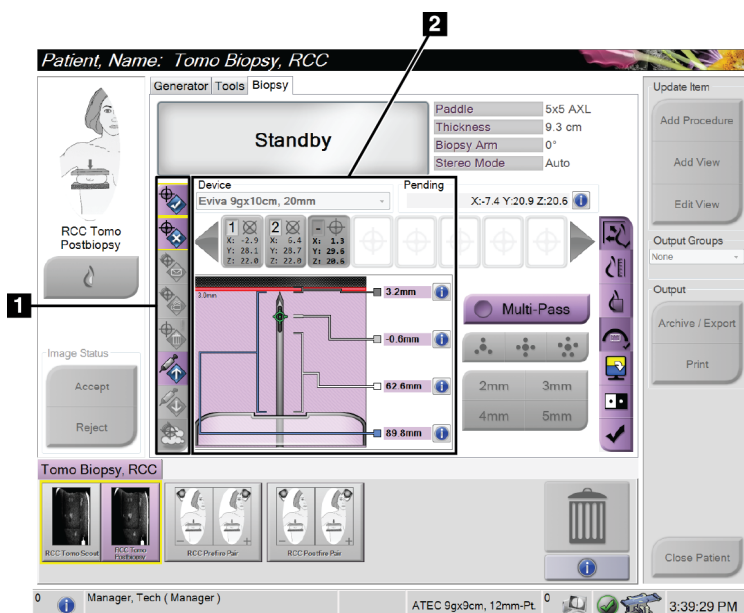 2
Patient, Name: Tomo Biopsy, RCC
1
Generator Tools Biopsy
Standby
Paddle 5x5 AXL
Thickness 9.3 cm
Biopsy Arm 0°
Stereo Mode Auto
Device
Eviva 9gx10cm, 20mm
Pending
X:-7.4 Y:20.9 Z:20.6
1
X: -2.9
Y: 28.1
Z: 22.0
2
X: 6.4
Y: 28.7
Z: 22.0
-
X: 1.3
Y: 29.6
Z: 20.6
3.0mm
3.2mm
-0.6mm
62.6mm
89.8mm
Multi-Pass
2mm 3mm
4mm 5mm
RCC Tomo
Postbiopsy
Image Status
Accept
Reject
Update Item
Add Procedure
Add View
Edit View
Output Groups
None
Output
Archive / Export
Print
Close Patient
Tomo Biopsy, RCC
RCC Tomo Scout
RCC Tomo
Postbiopsy
RCC Prefire Pair
RCC Postfire Pair
0
Manager, Tech ( Manager )
ATEC 9gx9cm, 12mm-Pt.
0
3:39:29 PM